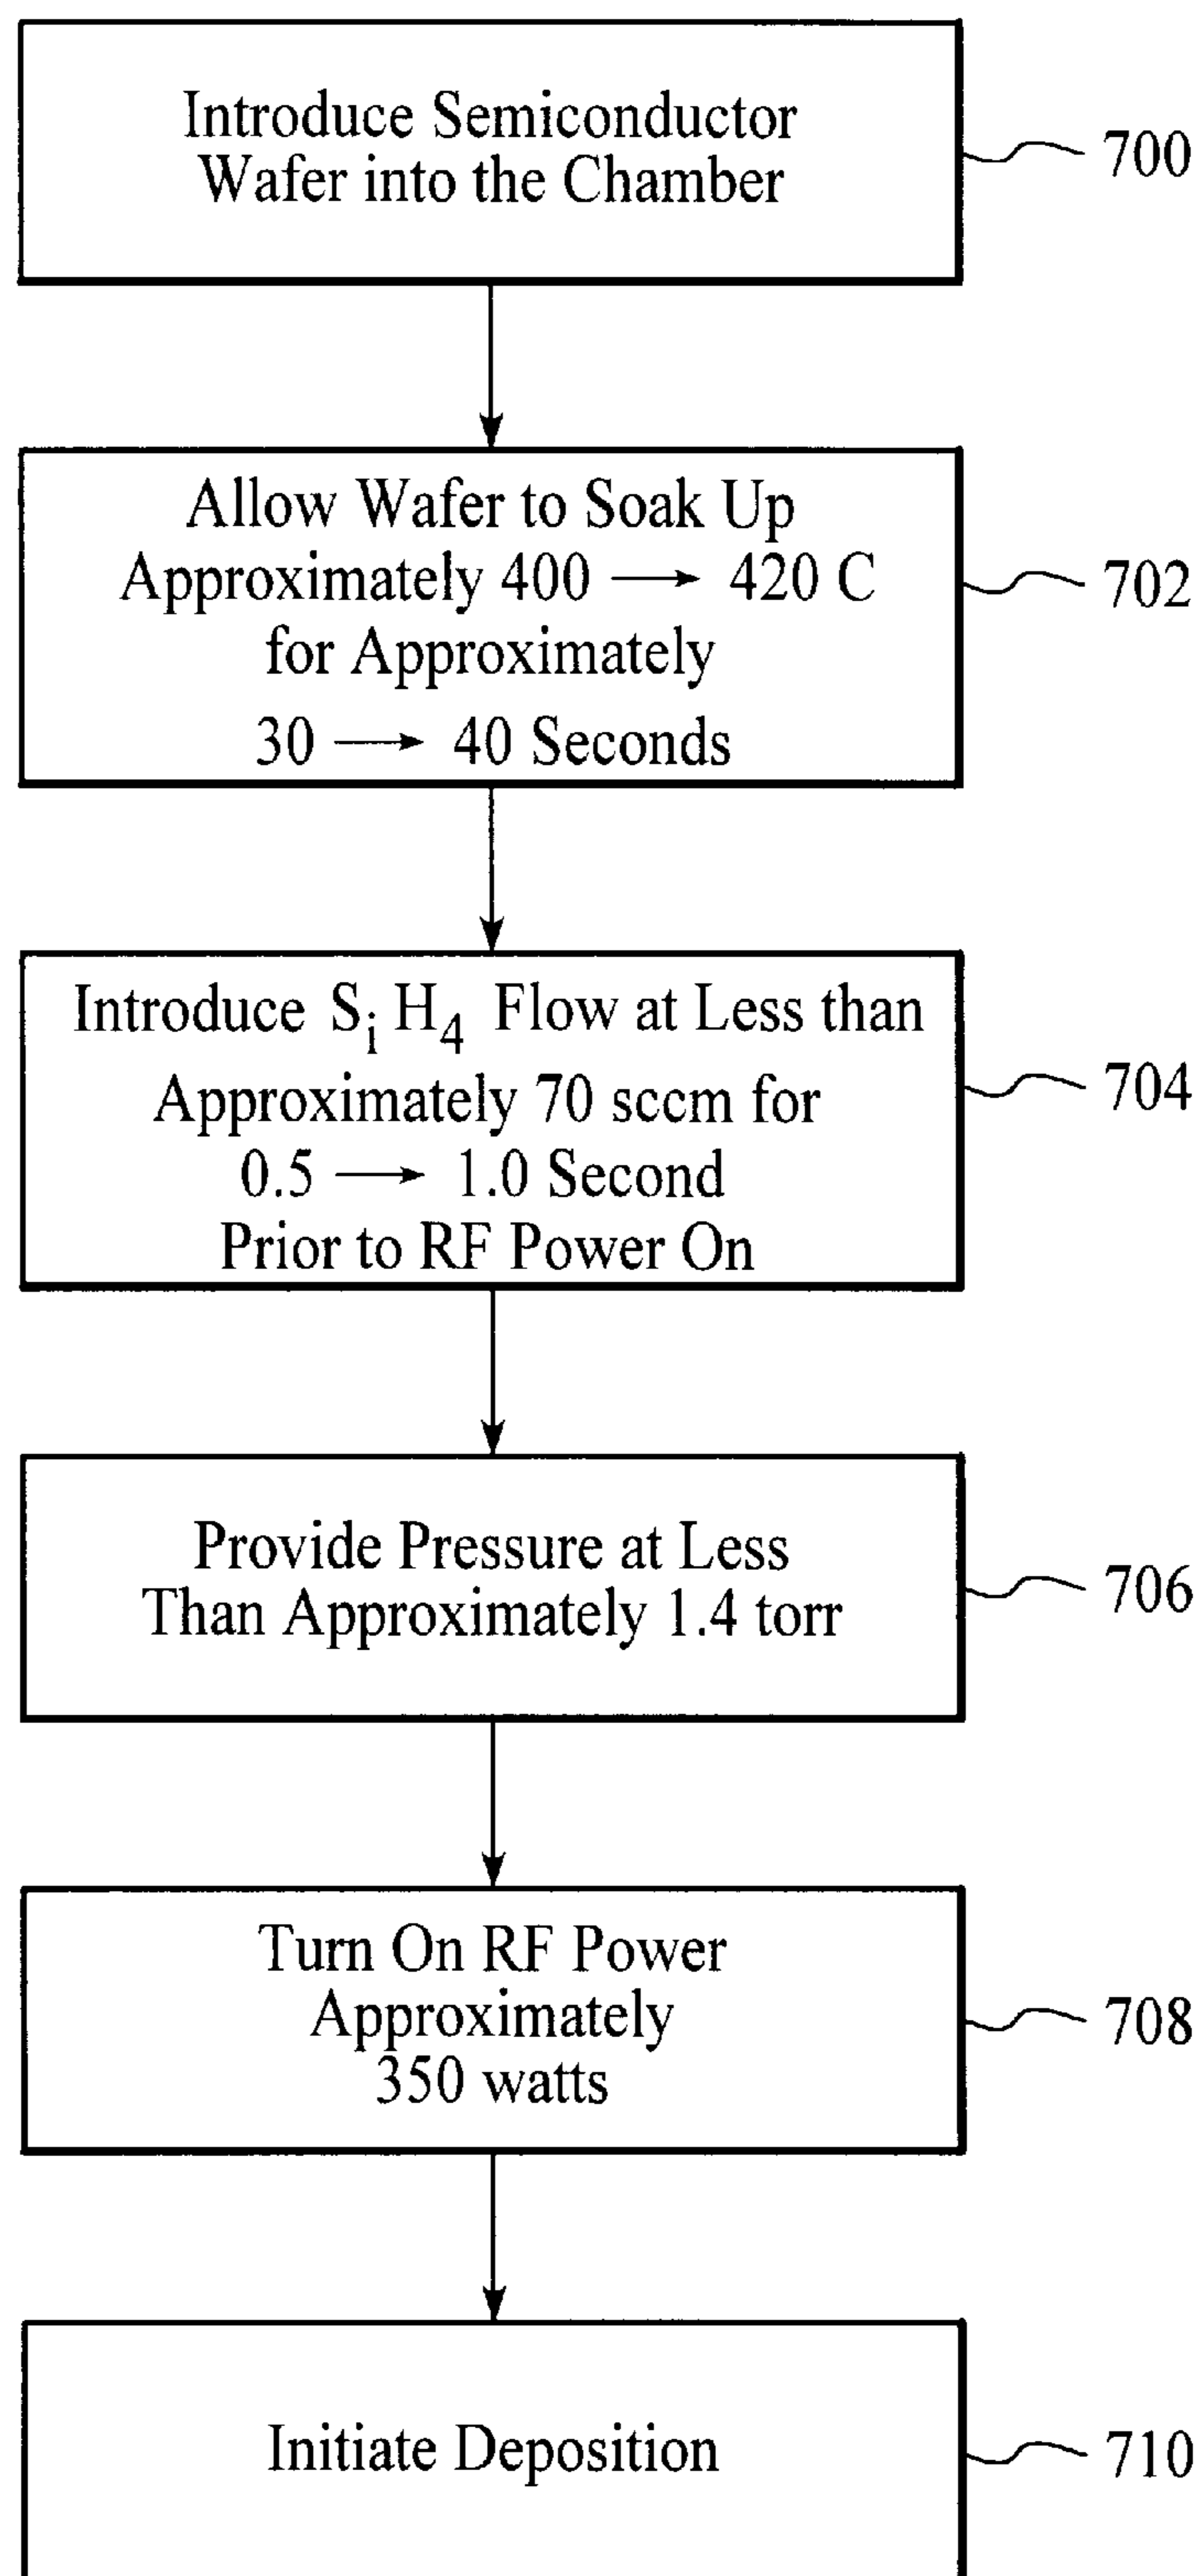 Introduce Semiconductor
Wafer into the Chamber
700
Allow Wafer to Soak Up
Approximately 400 → 420 C
for Approximately
30 → 40 Seconds
702
Introduce SiH4 Flow at Less than
Approximately 70 sccm for
0.5 → 1.0 Second
Prior to RF Power On
704
Provide Pressure at Less
Than Approximately 1.4 torr
706
Turn On RF Power
Approximately
350 watts
708
Initiate Deposition
710